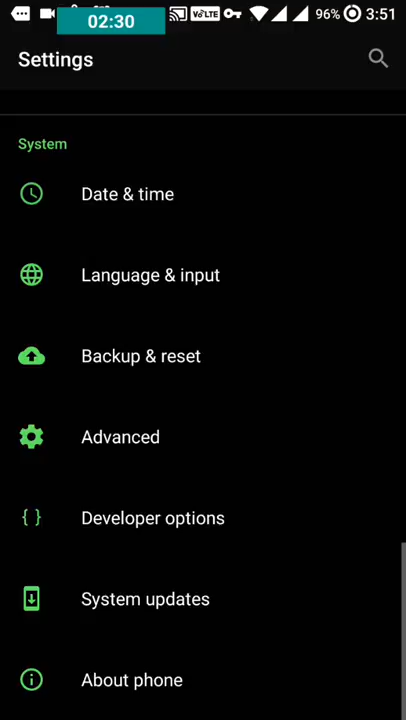 02:30
VoLTE
96%
3:51
Settings
System
Date & time
Language & input
Backup & reset
Advanced
{ } Developer options
System updates
About phone